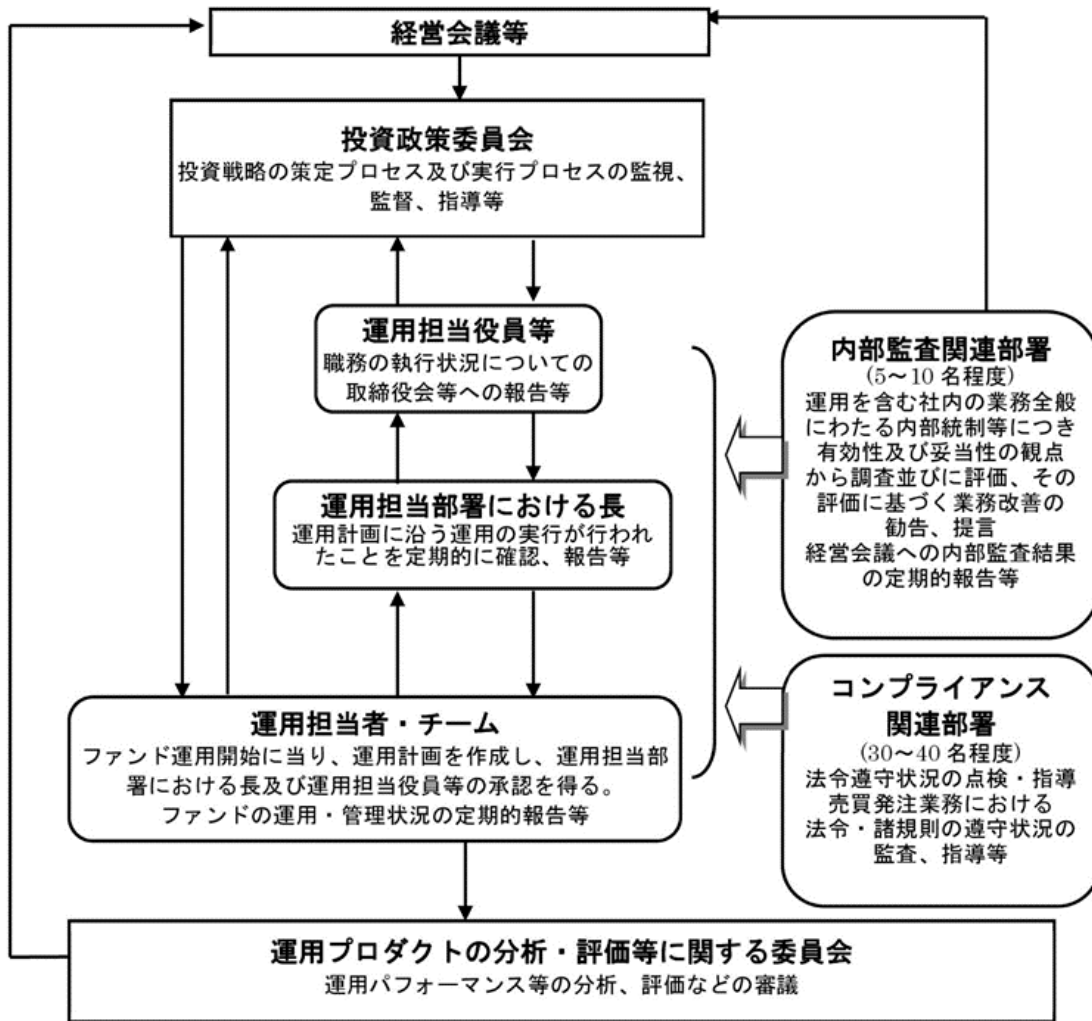 経営会議等
投資政策委員会
投資戦略の策定プロセス及び実行プロセスの監視、
監督、指導等
運用担当役員等
職務の執行状況についての
取締役会等への報告等
運用担当部署における長
運用計画に沿う運用の実行が行われ
たことを定期的に確認、報告等
運用担当者・チーム
ファンド運用開始に当り、運用計画を作成し、運用担当部
署における長及び運用担当役員等の承認を得る。
ファンドの運用・管理状況の定期的報告等
内部監査関連部署
(5～10 名程度)
運用を含む社内の業務全般
にわたる内部統制等につき
有効性及び妥当性の観点
から調査並びに評価、その
評価に基づく業務改善の
勧告、提言
経営会議への内部監査結果
の定期的報告等
コンプライアンス
関連部署
(30～40 名程度)
法令遵守状況の点検・指導
売買発注業務における
法令・諸規則の遵守状況の
監査、指導等
運用プロダクトの分析・評価等に関する委員会
運用パフォーマンス等の分析、評価などの審議